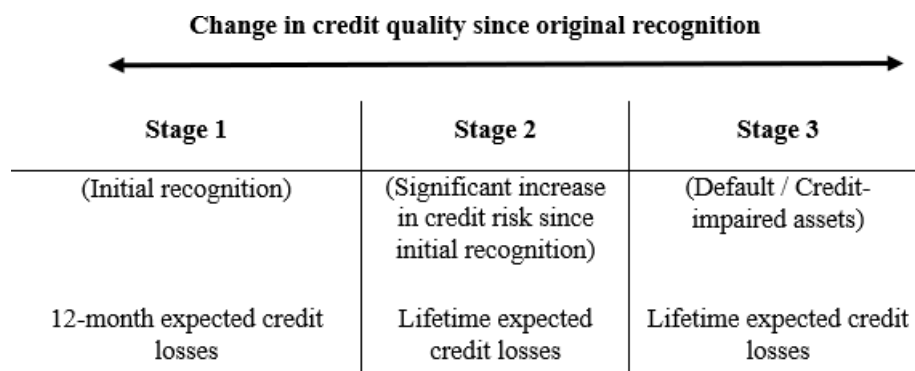 Change in credit quality since original recognition
Stage 1
Stage 2
Stage 3
(Initial recognition)
(Significant increase
in credit risk since
initial recognition)
(Default / Credit-
impaired assets)
12-month expected credit
losses
Lifetime expected
credit losses
Lifetime expected credit
losses